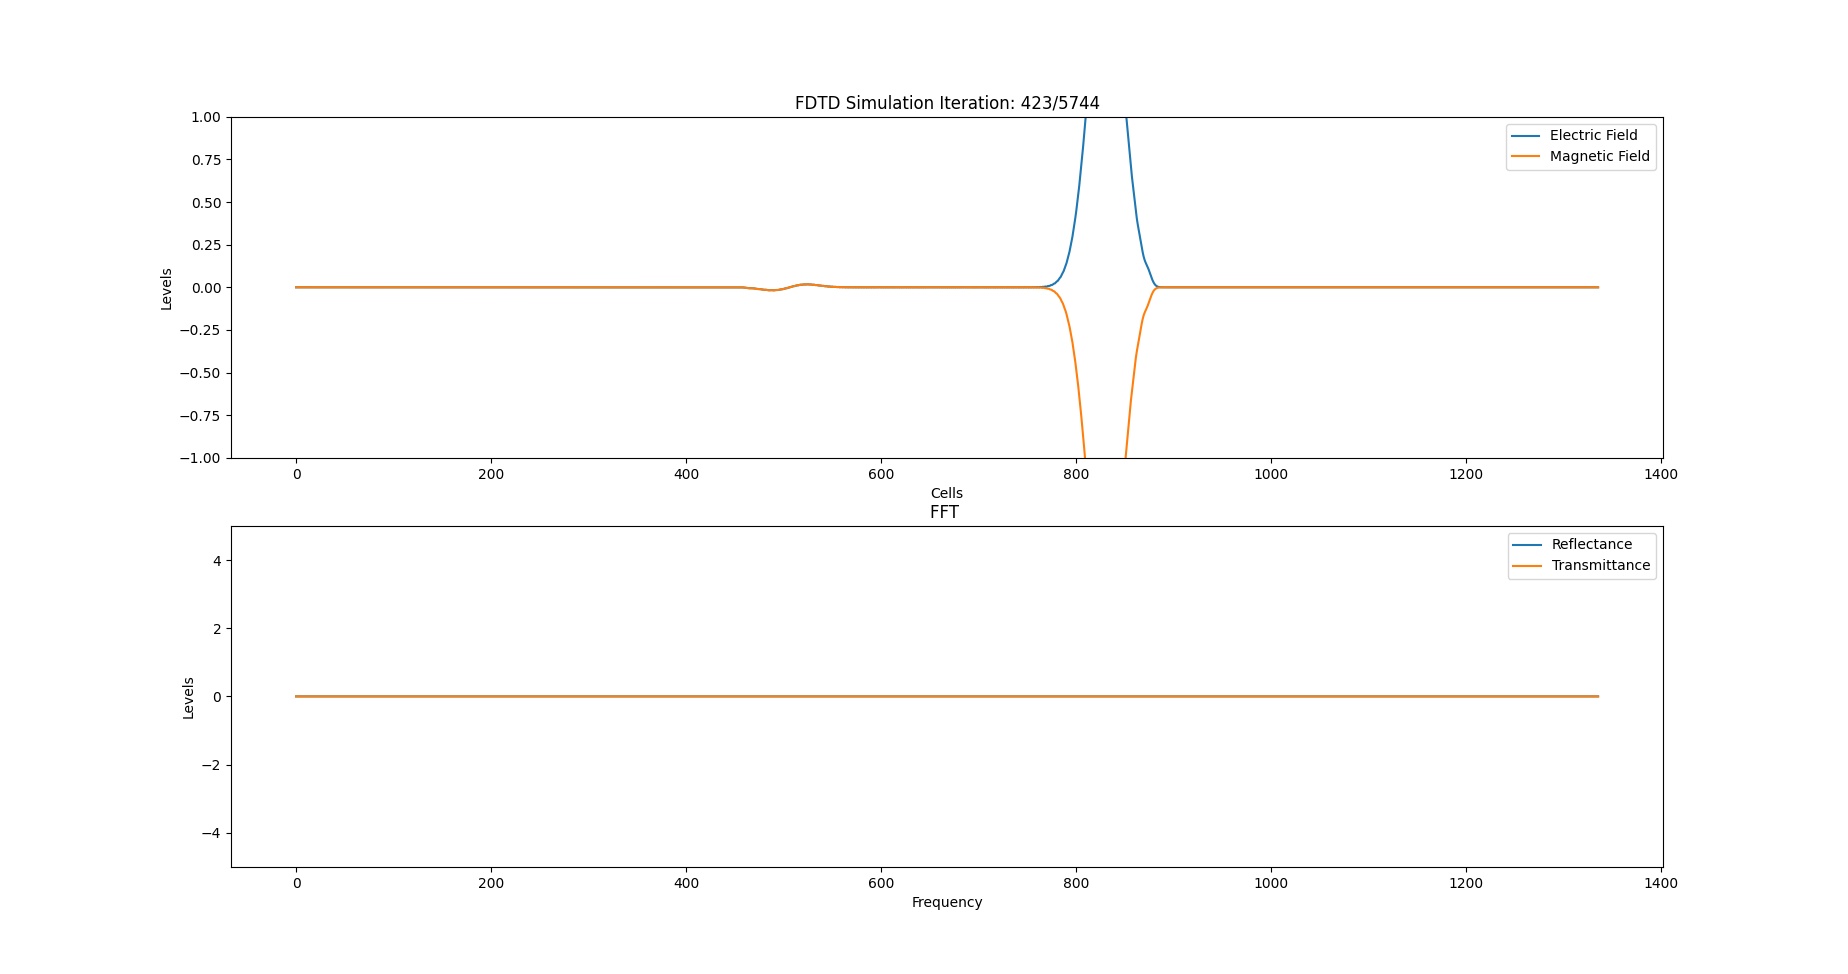 FDTD Simulation Iteration: 423/5744
1.00
0.75
0.50
0.25
0.00
−0.25
−0.50
−0.75
−1.00
Levels
Electric Field
Magnetic Field
0 200 400 600 800 1000 1200 1400
Cells
FFT
4
2
0
−2
−4
Levels
Reflectance
Transmittance
0 200 400 600 800 1000 1200 1400
Frequency